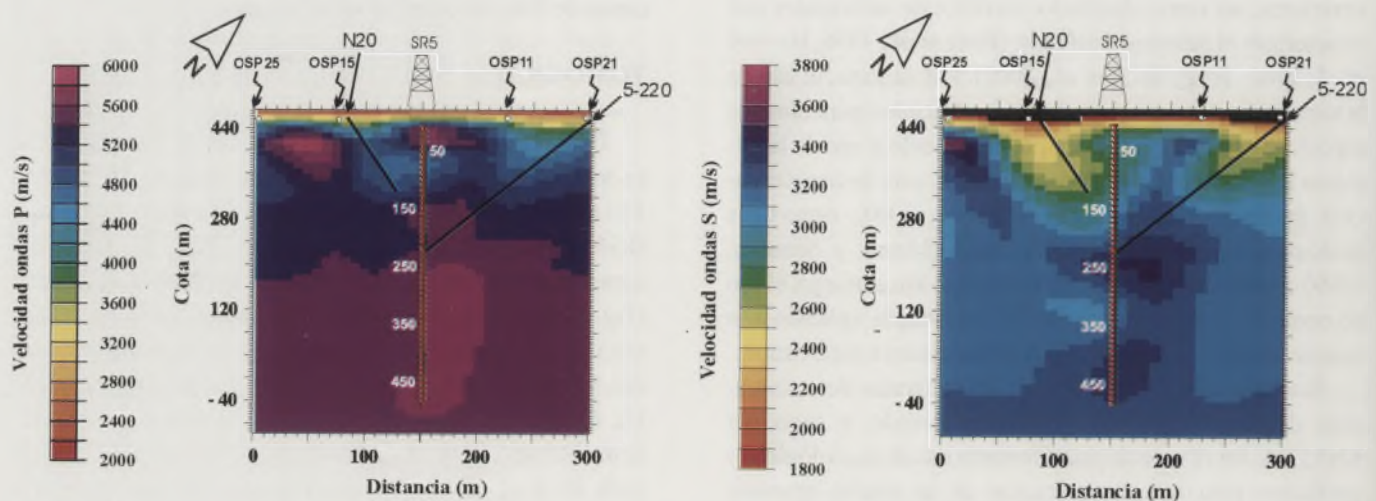 N20
SR5
OSP25
OSP15
OSP11
OSP21
5-220
N
6000
5600
5200
4800
4400
4000
3600
3200
2800
2400
2000
Velocidad ondas P (m/s)
440
280
120
- 40
Cota (m)
50
150
250
350
450
0
100
200
300
Distancia (m)
N20
SR5
OSP25
OSP15
OSP11
OSP21
5-220
N
3800
3600
3400
3200
3000
2800
2600
2400
2200
2000
1800
Velocidad ondas S (m/s)
440
280
120
- 40
Cota (m)
50
150
250
350
450
0
100
200
300
Distancia (m)